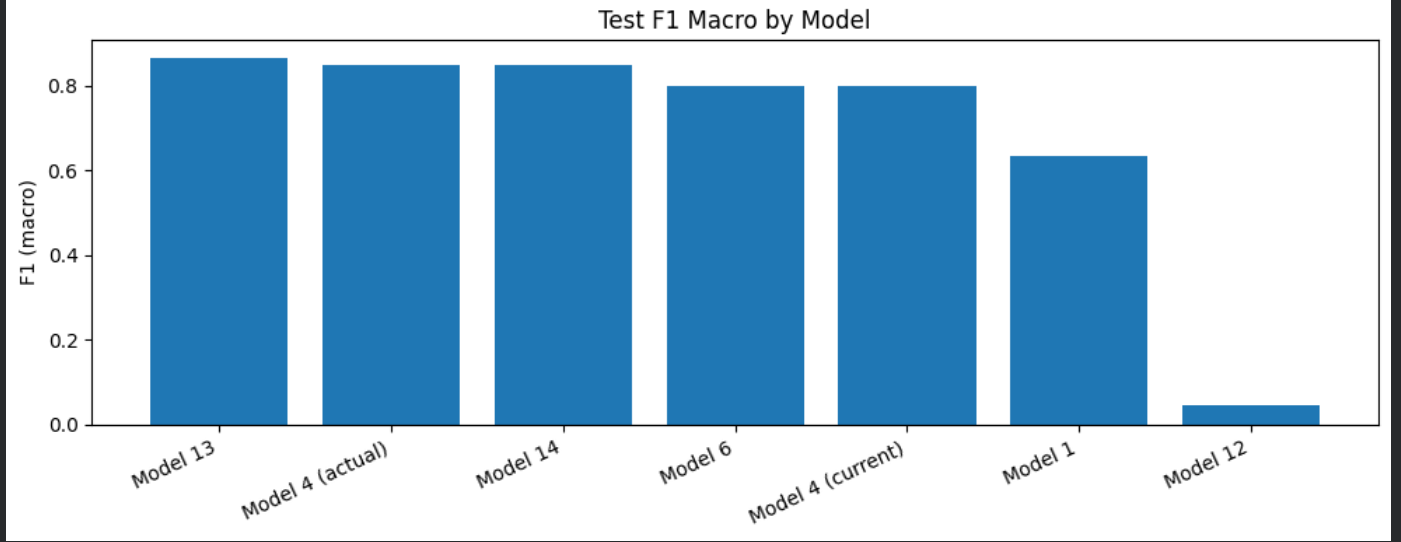 Test F1 Macro by Model
F1 (macro)
0.8
0.6
0.4
0.2
0.0
Model 13
Model 4 (actual)
Model 14
Model 6
Model 4 (current)
Model 1
Model 12